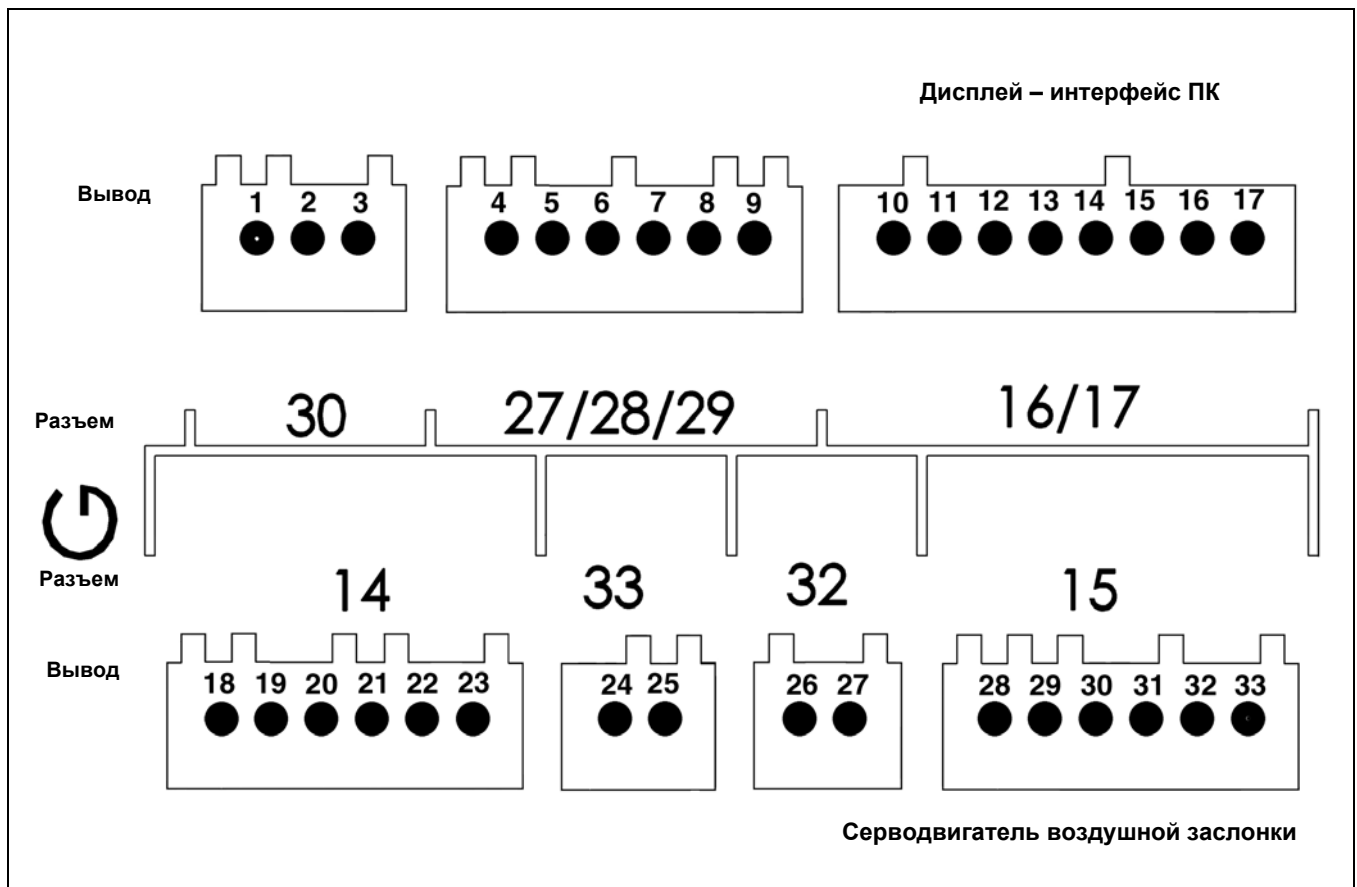 Дисплей – интерфейс ПК
Вывод
1 2 3 4 5 6 7 8 9 10 11 12 13 14 15 16 17
Разъем
30 27/28/29 16/17
Разъем
14 33 32 15
Вывод
18 19 20 21 22 23 24 25 26 27 28 29 30 31 32 33
Серводвигатель воздушной заслонки